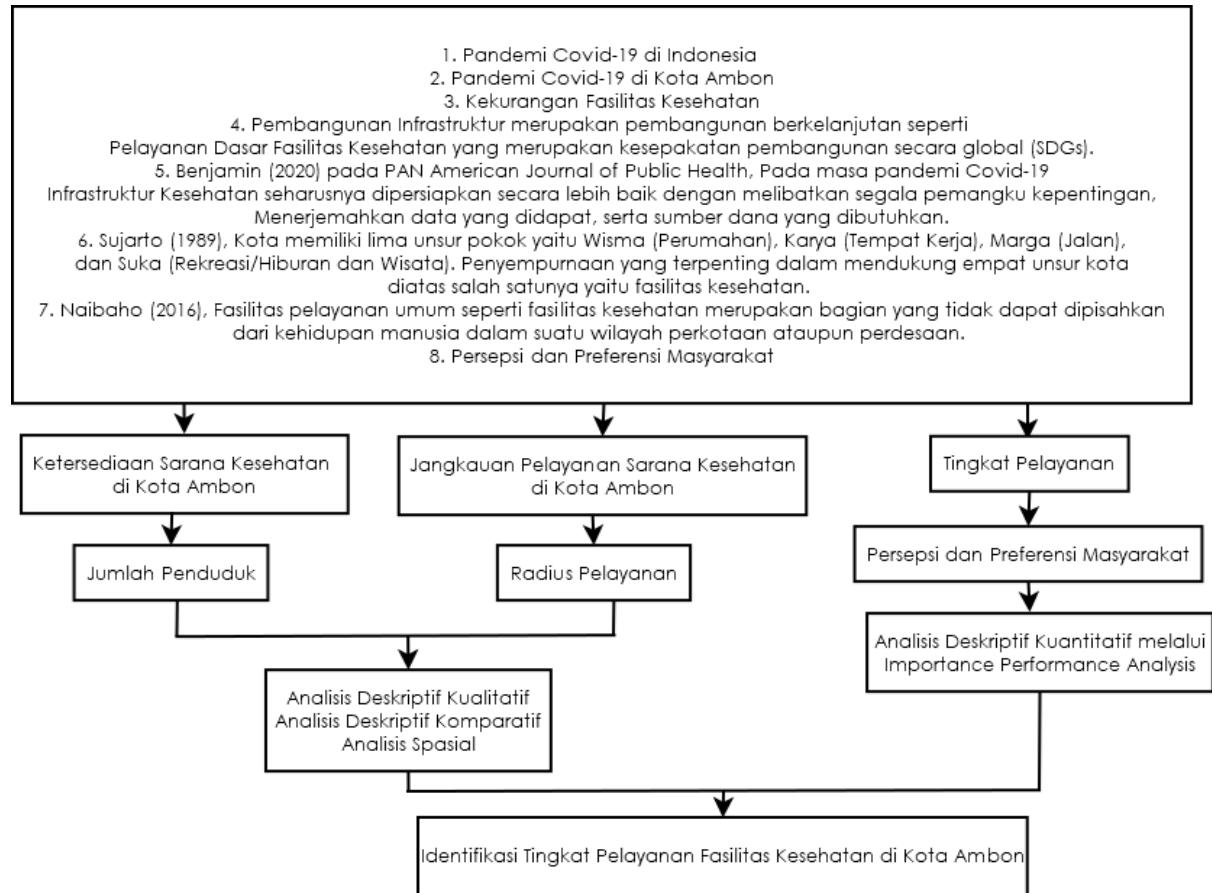 1. Pandemi Covid-19 di Indonesia
2. Pandemi Covid-19 di Kota Ambon
3. Kekurangan Fasilitas Kesehatan
4. Pembangunan Infrastruktur merupakan pembangunan berkelanjutan seperti
Pelayanan Dasar Fasilitas Kesehatan yang merupakan kesepakatan pembangunan secara global (SDGs).
5. Benjamin (2020) pada PAN American Journal of Public Health, Pada masa pandemi Covid-19
Infrastruktur Kesehatan seharusnya dipersiapkan secara lebih baik dengan melibatkan segala pemangku kepentingan,
Menerjemahkan data yang didapat, serta sumber dana yang dibutuhkan.
6. Sujarto (1989), Kota memiliki lima unsur pokok yaitu Wisma (Perumahan), Karya (Tempat Kerja), Marga (Jalan),
dan Suka (Rekreasi/Hiburan dan Wisata). Penyempurnaan yang terpenting dalam mendukung empat unsur kota
diatas salah satunya yaitu fasilitas kesehatan.
7. Naibaho (2016), Fasilitas pelayanan umum seperti fasilitas kesehatan merupakan bagian yang tidak dapat dipisahkan
dari kehidupan manusia dalam suatu wilayah perkotaan ataupun perdesaan.
8. Persepsi dan Preferensi Masyarakat
Ketersediaan Sarana Kesehatan
di Kota Ambon
Jangkauan Pelayanan Sarana Kesehatan
di Kota Ambon
Tingkat Pelayanan
Jumlah Penduduk
Radius Pelayanan
Persepsi dan Preferensi Masyarakat
Analisis Deskriptif Kuantitatif melalui
Importance Performance Analysis
Analisis Deskriptif Kualitatif
Analisis Deskriptif Komparatif
Analisis Spasial
Identifikasi Tingkat Pelayanan Fasilitas Kesehatan di Kota Ambon